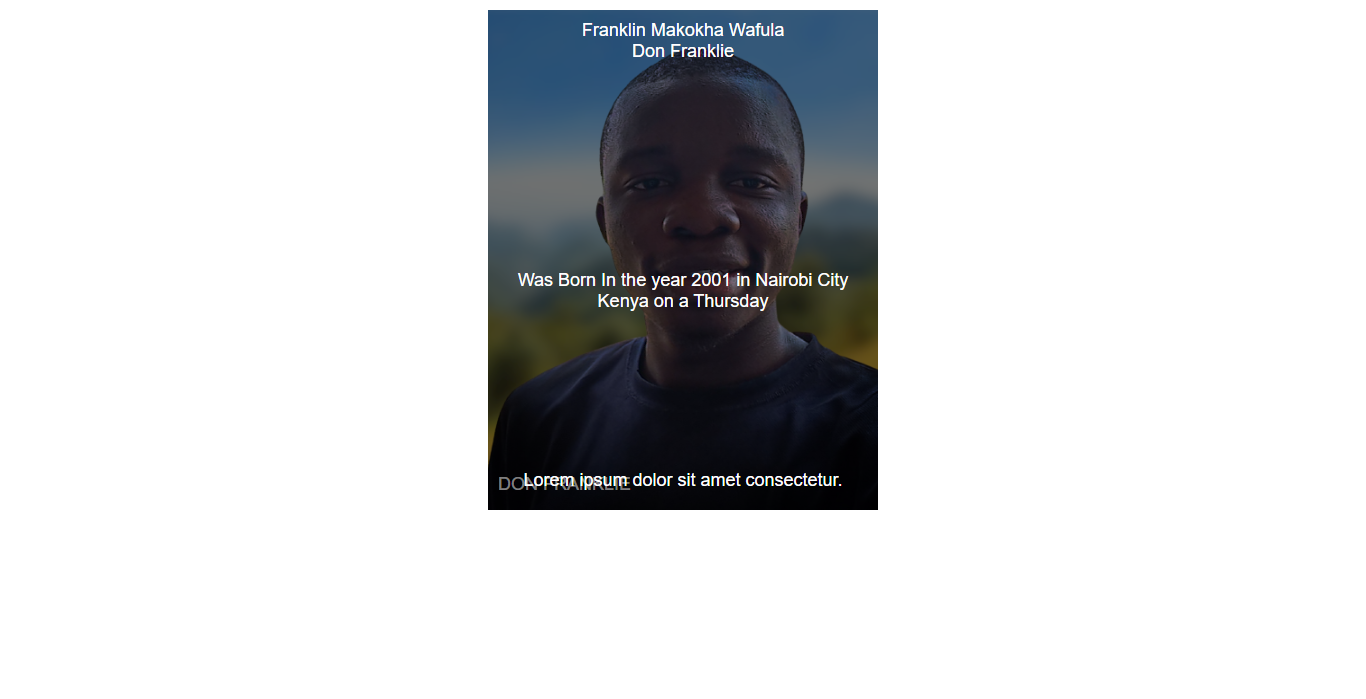 Franklin Makokha Wafula
Don Franklie
Was Born In the year 2001 in Nairobi City
Kenya on a Thursday
Lorem ipsum dolor sit amet consectetur.
DON FRANKLIE